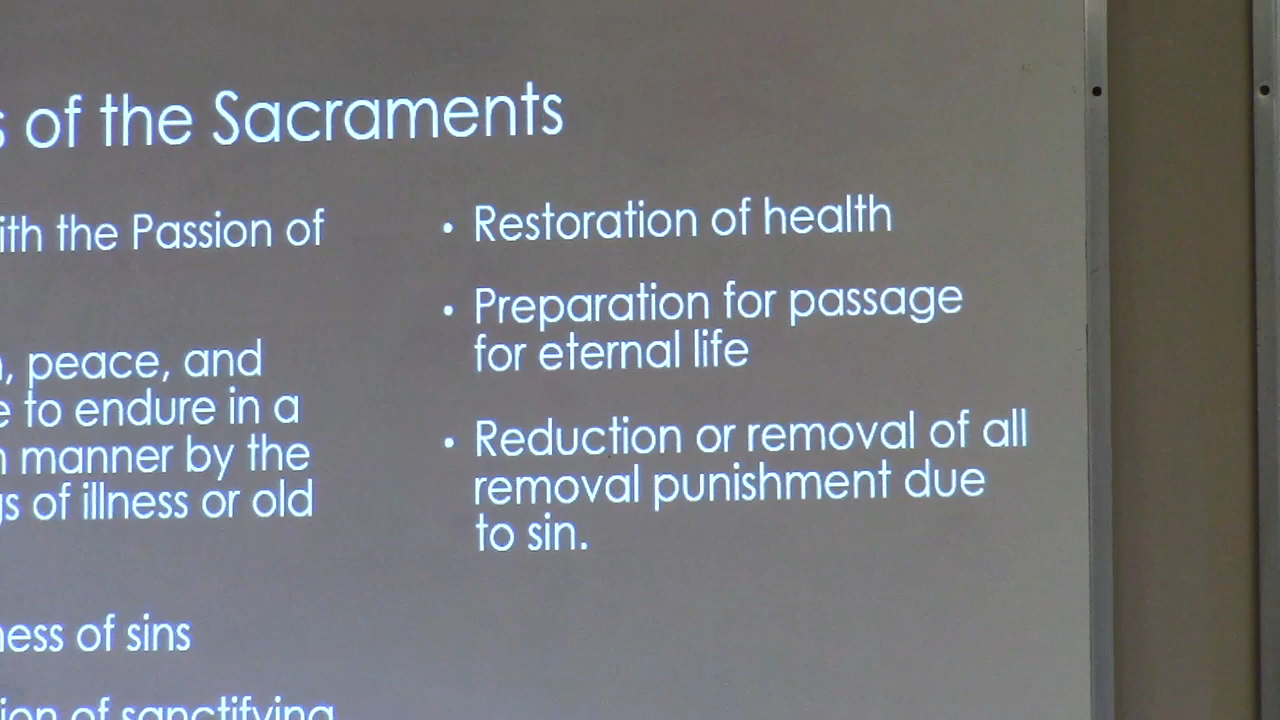 of the Sacraments
the Passion of
peace, and
to endure in a
manner by the
of illness or old
of sins
of sanctifying
• Restoration of health
• Preparation for passage
for eternal life
• Reduction or removal of all
removal punishment due
to sin.